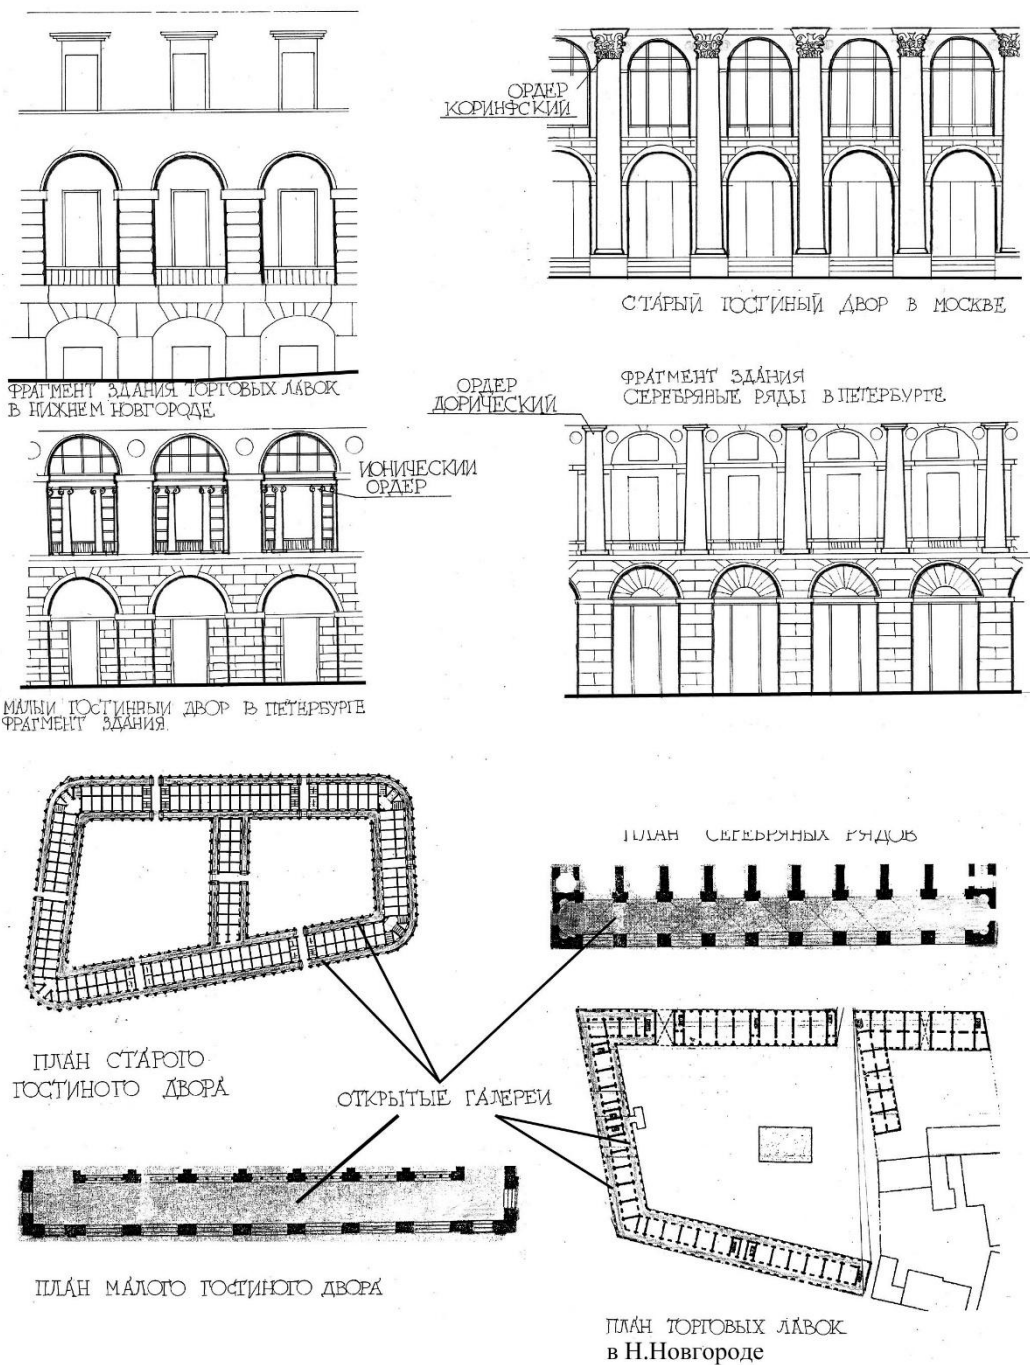 ОРДЕР
КОРИНФСКИЙ
СТАРЫЙ ГОСТИНЫЙ ДВОР В МОСКВЕ
ФРАГМЕНТ ЗДАНИЯ ТОРГОВЫХ ЛАВОК
В НИЖНЕМ НОВГОРОДЕ
ОРДЕР
ДОРИЧЕСКИЙ
ФРАГМЕНТ ЗДАНИЯ
СЕРЕБРЯНЫЕ РЯДЫ В ПЕТЕРБУРГЕ
ИОНИЧЕСКИЙ
ОРДЕР
МАЛЫЙ ГОСТИННЫЙ ДВОР В ПЕТЕРБУРГЕ
ФРАГМЕНТ ЗДАНИЯ.
ПЛАН СЕРЕБРЯНЫХ РЯДОВ
ПЛАН СТАРОГО
ГОСТИНОГО ДВОРА
ОТКРЫТЫЕ ГАЛЕРЕИ
ПЛАН МАЛОГО ГОСТИНОГО ДВОРА
ПЛАН ТОРГОВЫХ ЛАВОК
в Н.Новгороде